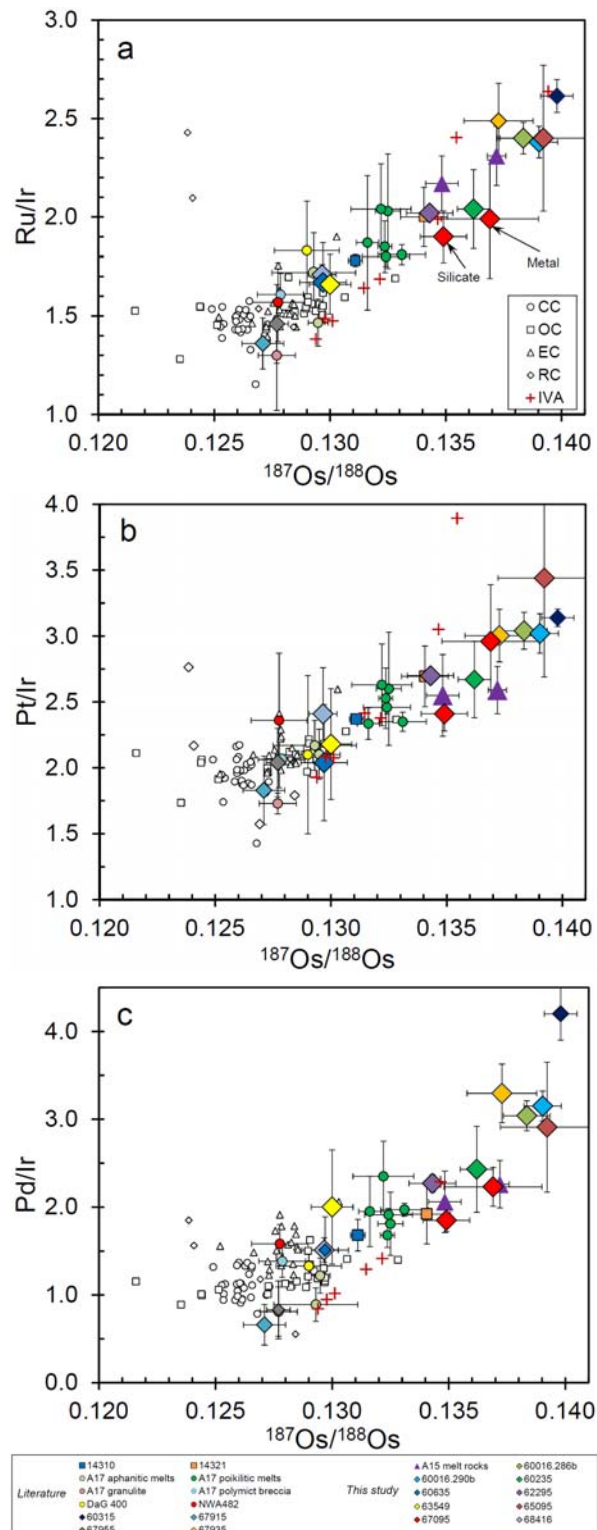 3.0
a
2.5
Ru/Ir
2.0
Silicate
Metal
CC
OC
EC
RC
IVA
1.5
1.0
0.120 0.125 0.130 0.135 0.140
187Os/188Os
4.0
b
3.5
3.0
Pt/Ir
2.5
2.0
1.5
1.0
0.120 0.125 0.130 0.135 0.140
187Os/188Os
c
4.0
3.0
Pd/Ir
2.0
1.0
0.0
0.120 0.125 0.130 0.135 0.140
187Os/188Os
14310 14321 A15 melt rocks 60016.286b
Literature A17 aphanitic melts A17 poikilitic melts This study 60016.290b 60235
A17 granulite A17 polymict breccia 60635 62295
DaG 400 NWA482 63549 65095
60315 67915 67095 68416
67955 67935